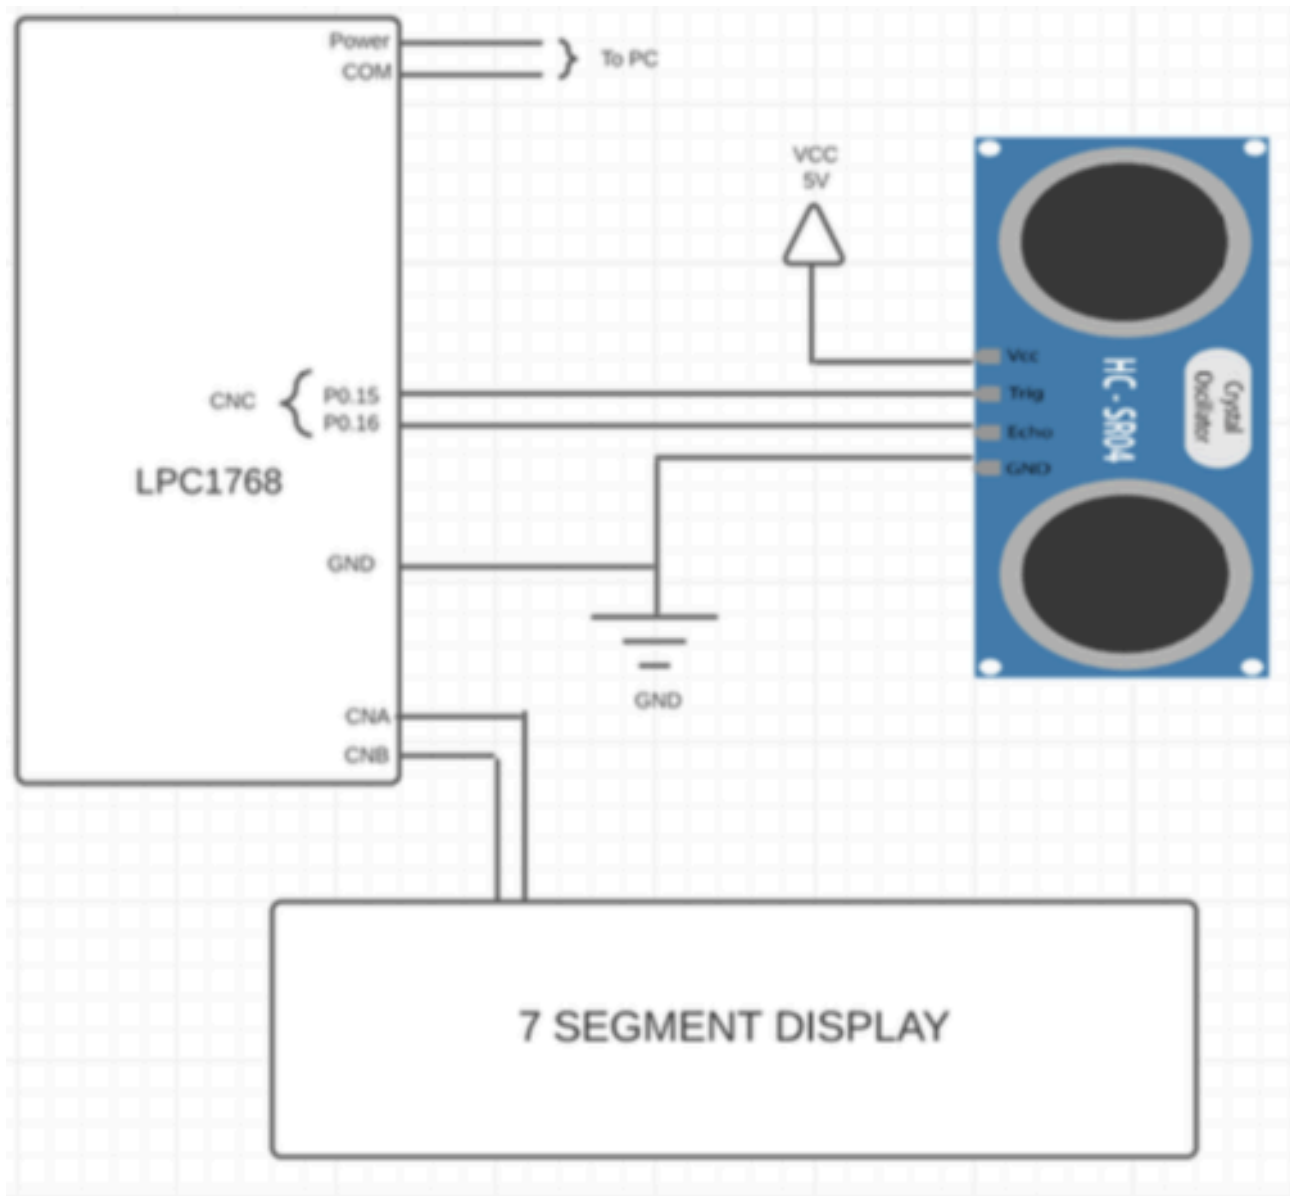 Power
COM
To PC
VCC
5V
Vcc
Trig
Echo
GND
HC-SR04
Crystal
Oscillator
CNC
P0.15
P0.16
LPC1768
GND
GND
CNA
CNB
7 SEGMENT DISPLAY